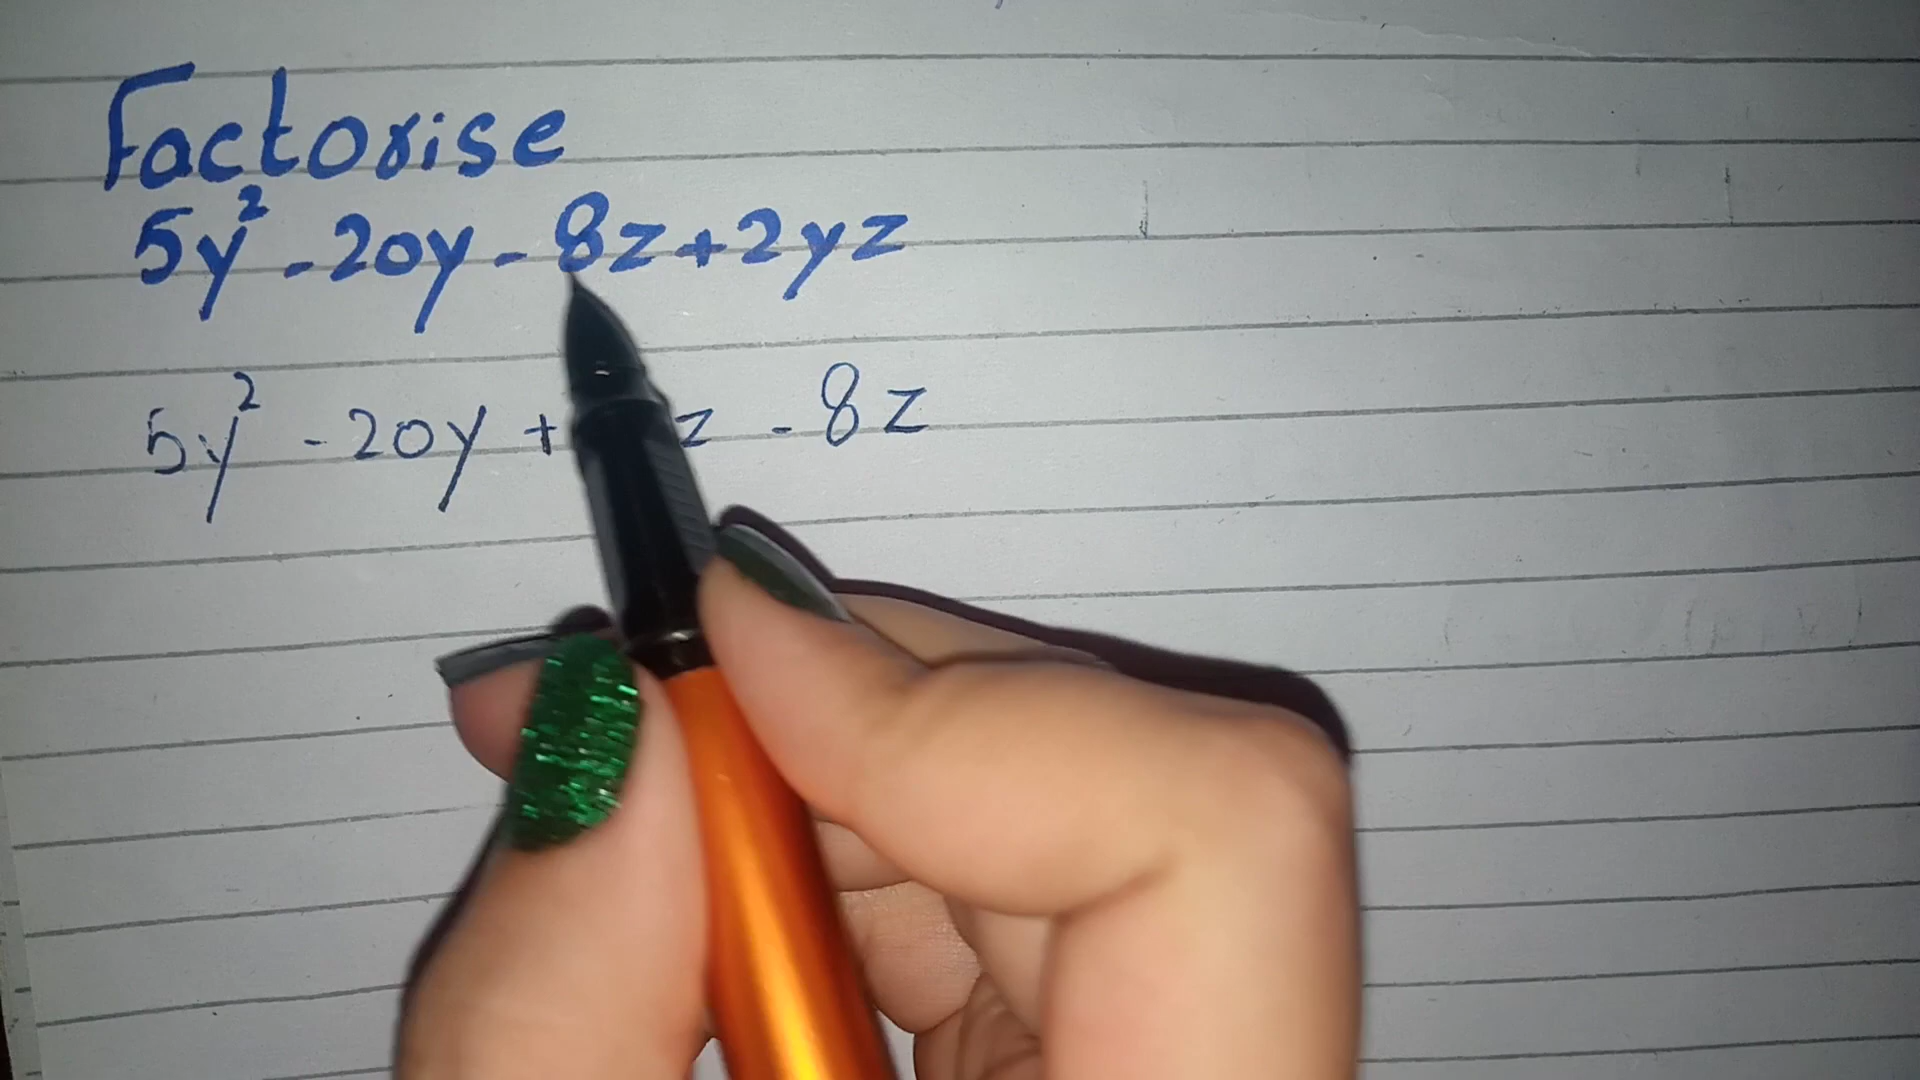 Factorise
5y² - 20y - 8z + 2yz
5y² - 20y + z - 8z